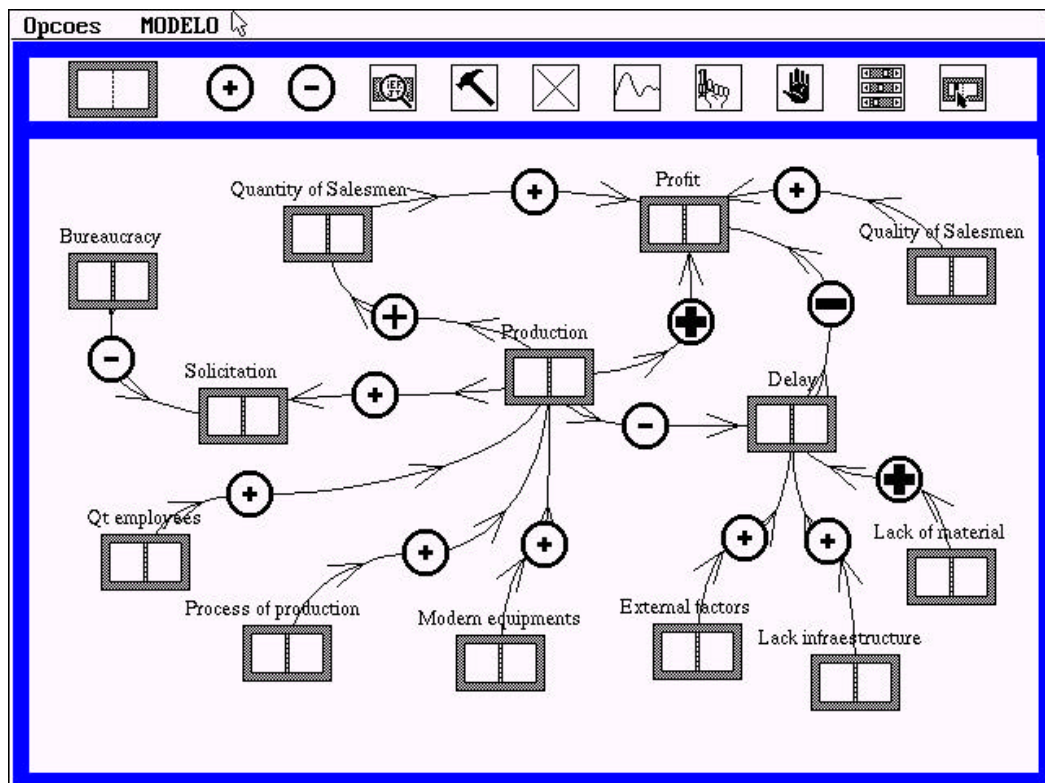 Opcoes MODELO
Quantity of Salesmen
Profit
Bureaucracy
Quality of Salesmen
Production
Solicitation
Delay
Qt employees
Lack of material
Process of production
Modern equipments
External factors
Lack infraestructure